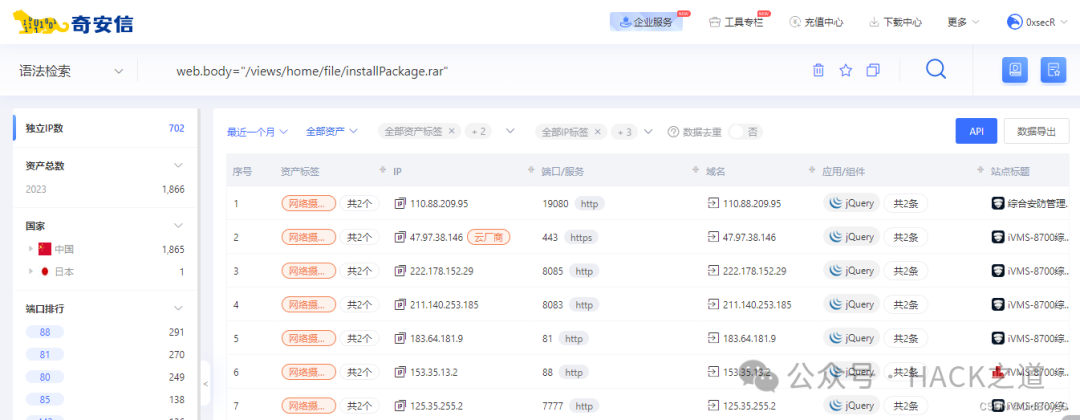 奇安信 企业服务 NEW 工具专栏 NEW 充值中心 下载中心 更多 0xsecR
语法检索 web.body="/views/home/file/installPackage.rar"
独立IP数 702
资产总数
2023 1,866
国家
中国 1,865
日本 1
端口排行
88 291
81 270
80 249
85 138
最近一个月 全部资产 全部资产标签 × + 2 全部IP标签 × + 3 数据去重 否 API 数据导出
序号 资产标签 IP 端口/服务 域名 应用/组件 站点标题
1 网络摄... 共2个 110.88.209.95 19080 http 110.88.209.95 jQuery 共2条 综合安防管理.
2 网络摄... 共2个 47.97.38.146 云厂商 443 https 47.97.38.146 jQuery 共2条 iVMS-8700综..
3 网络摄... 共2个 222.178.152.29 8085 http 222.178.152.29 jQuery 共2条 iVMS-8700综..
4 网络摄... 共2个 211.140.253.185 8083 http 211.140.253.185 jQuery 共2条 iVMS-8700综..
5 网络摄... 共2个 183.64.181.9 81 http 183.64.181.9 jQuery 共2条 iVMS-8700综..
6 网络摄... 共2个 153.35.13.2 88 http 153.35.13.2 jQuery 共2条 iVMS-8700综..
7 网络摄... 共2个 125.35.255.2 7777 http 125.35.255.2 jQuery 共2条 iVMS-8700综..
公众号 · HACK之道